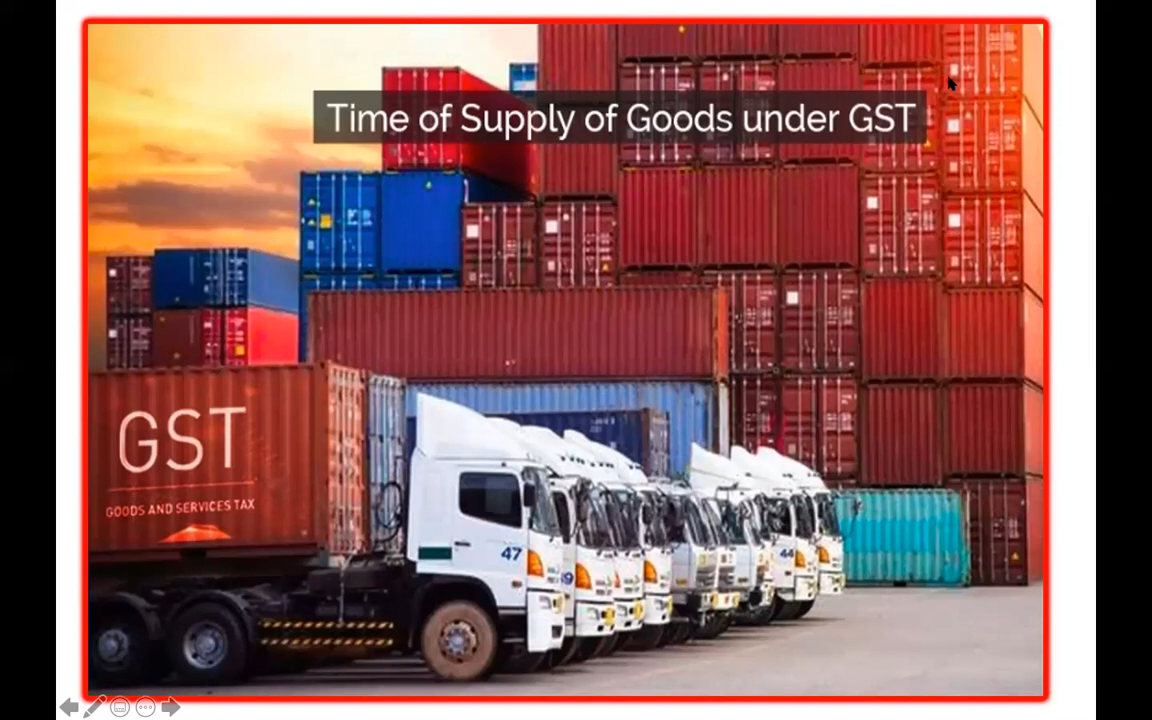 Time of Supply of Goods under GST
GST
GOODS AND SERVICES TAX
47
44